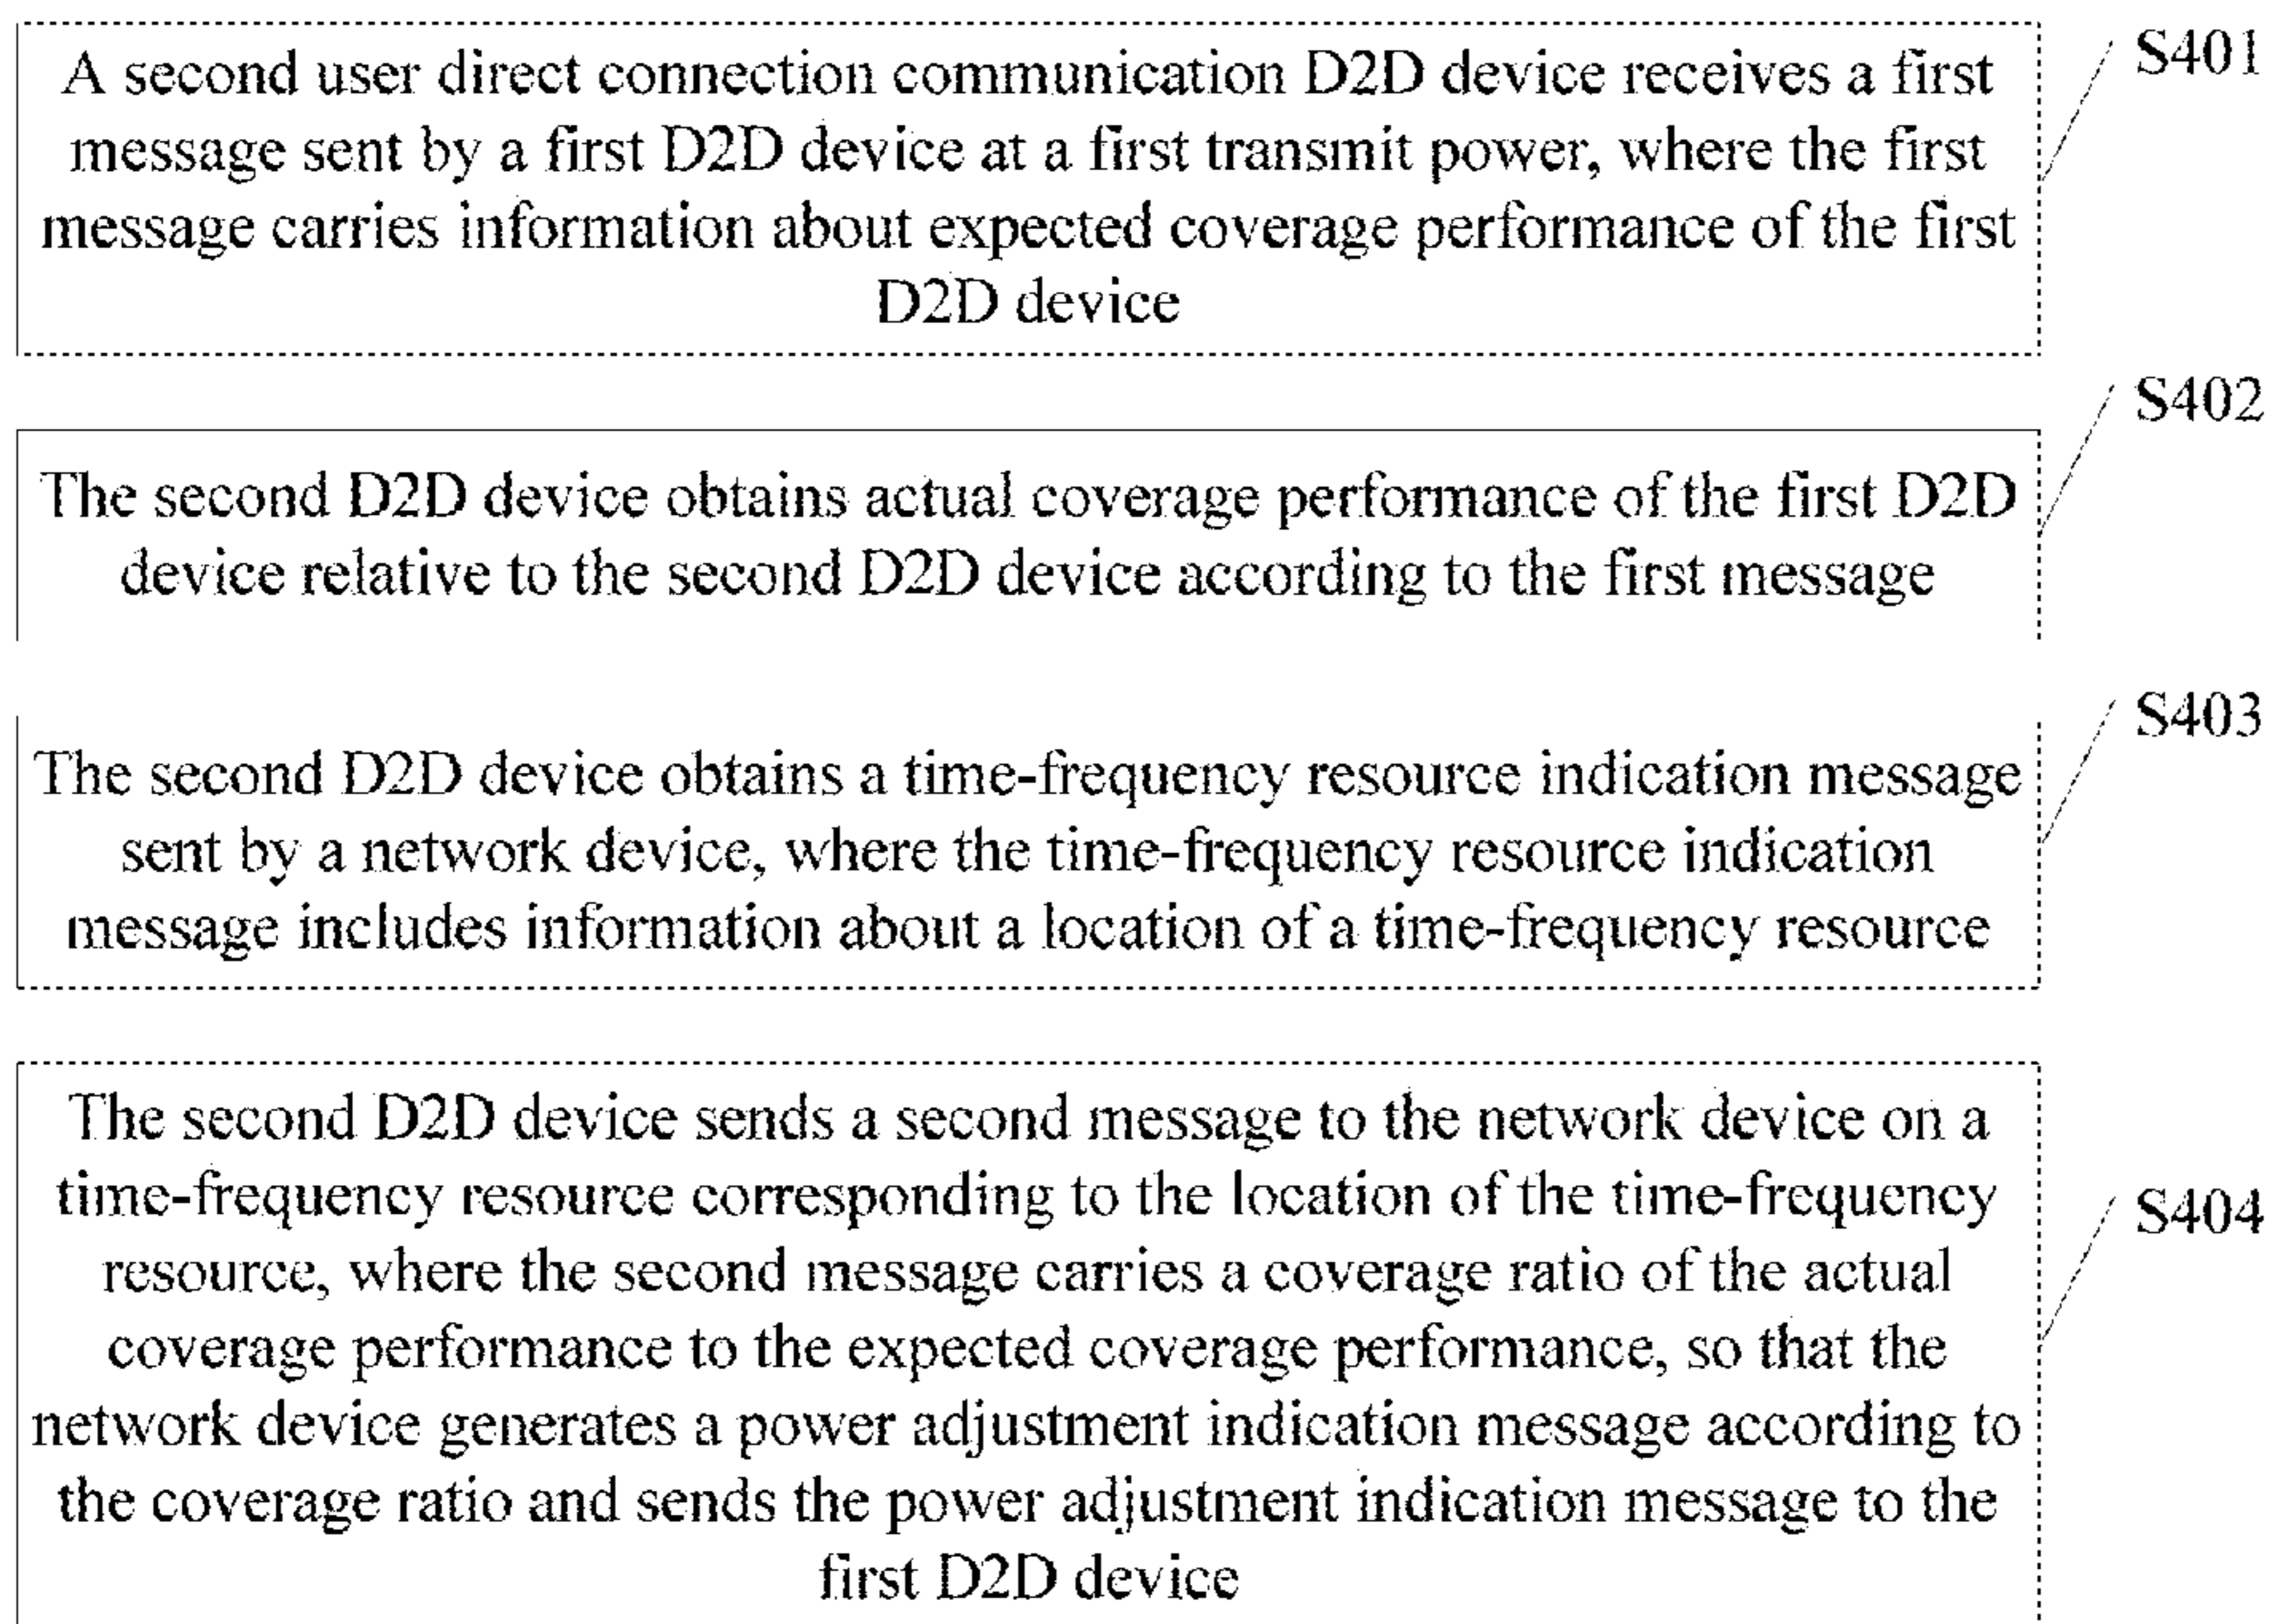 A second user direct connection communication D2D device receives a first
message sent by a first D2D device at a first transmit power, where the first
message carries information about expected coverage performance of the first
D2D device
S401
The second D2D device obtains actual coverage performance of the first D2D
device relative to the second D2D device according to the first message
S402
The second D2D device obtains a time-frequency resource indication message
sent by a network device, where the time-frequency resource indication
message includes information about a location of a time-frequency resource
S403
The second D2D device sends a second message to the network device on a
time-frequency resource corresponding to the location of the time-frequency
resource, where the second message carries a coverage ratio of the actual
coverage performance to the expected coverage performance, so that the
network device generates a power adjustment indication message according to
the coverage ratio and sends the power adjustment indication message to the
first D2D device
S404